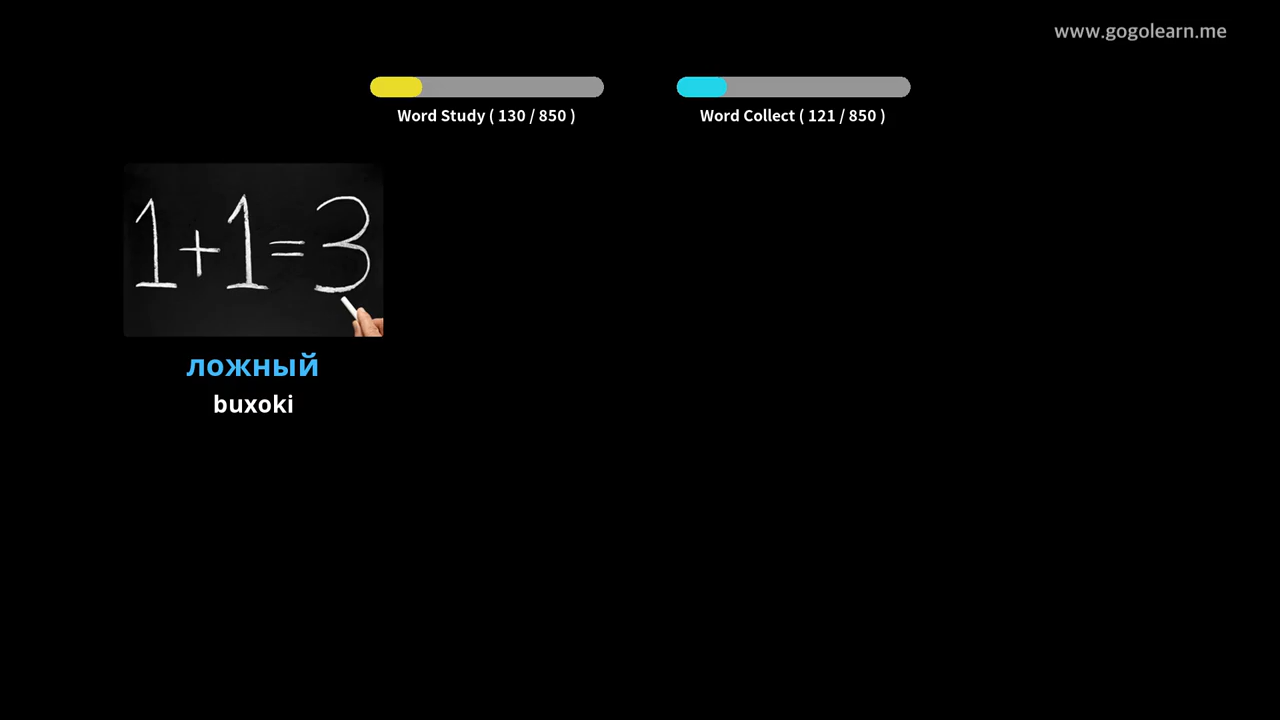 www.gogolearn.me
Word Study ( 130 / 850 )
Word Collect ( 121 / 850 )
1+1=3
ложный
buxoki